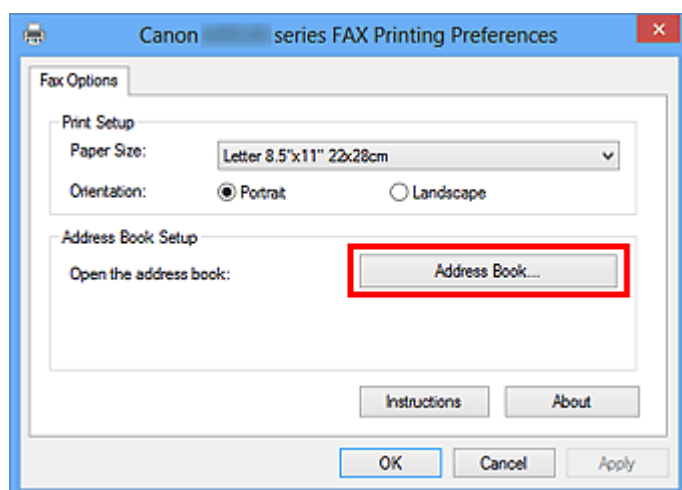 Canon series FAX Printing Preferences
Fax Options
Print Setup
Paper Size: Letter 8.5"x11" 22x28cm
Orientation: Portrait Landscape
Address Book Setup
Open the address book: Address Book...
Instructions About
OK Cancel Apply